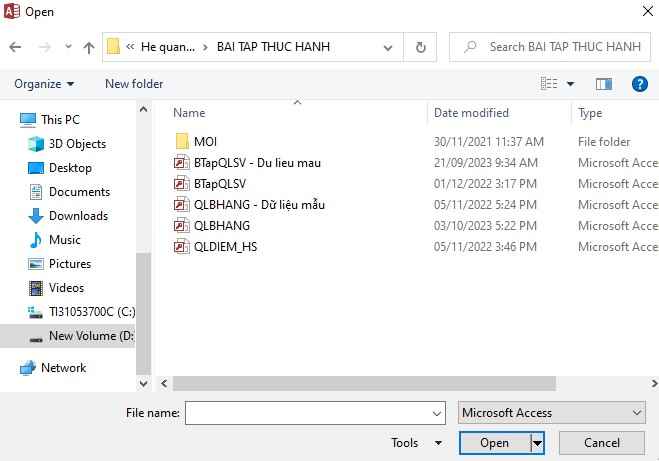 Open
« He quan... > BAI TAP THUC HANH
Search BAI TAP THUC HANH
Organize
New folder
Name
Date modified
Type
This PC
3D Objects
Desktop
Documents
Downloads
Music
Pictures
Videos
TI31053700C (C:)
New Volume (D:
Network
MOI 30/11/2021 11:37 AM File folder
BTapQLSV - Du lieu mau 21/09/2023 9:34 AM Microsoft Acce
BTapQLSV 01/12/2022 3:17 PM Microsoft Acce
QLBHANG - Dữ liệu mẫu 05/11/2022 5:24 PM Microsoft Acce
QLBHANG 03/10/2023 5:22 PM Microsoft Acce
QLDIEM_HS 05/11/2022 3:46 PM Microsoft Acce
File name:
Microsoft Access
Tools
Open
Cancel